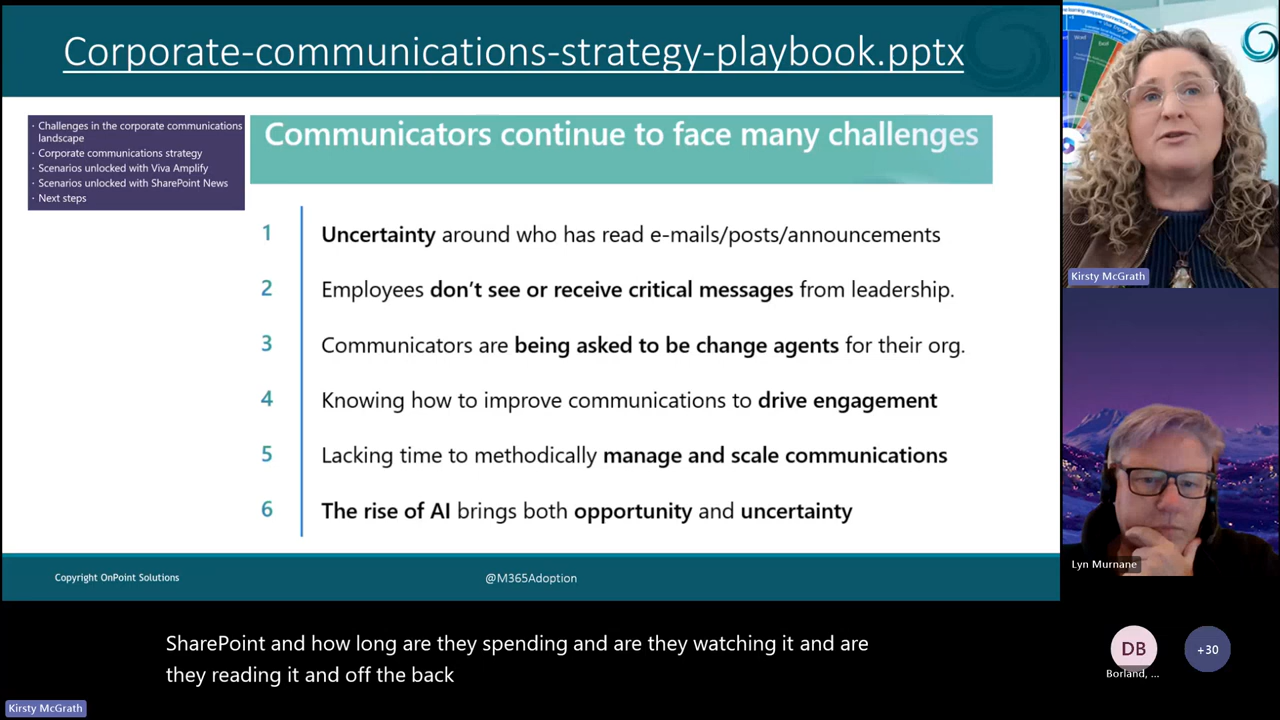 Corporate-communications-strategy-playbook.pptx
· Challenges in the corporate communications
landscape
· Corporate communications strategy
· Scenarios unlocked with Viva Amplify
· Scenarios unlocked with SharePoint News
· Next steps
Communicators continue to face many challenges
1 Uncertainty around who has read e-mails/posts/announcements
2 Employees don't see or receive critical messages from leadership.
3 Communicators are being asked to be change agents for their org.
4 Knowing how to improve communications to drive engagement
5 Lacking time to methodically manage and scale communications
6 The rise of AI brings both opportunity and uncertainty
Copyright OnPoint Solutions
@M365Adoption
Word
Excel
Kirsty McGrath
Lyn Murnane
DB
Borland, ...
+30
SharePoint and how long are they spending and are they watching it and are
they reading it and off the back
Kirsty McGrath